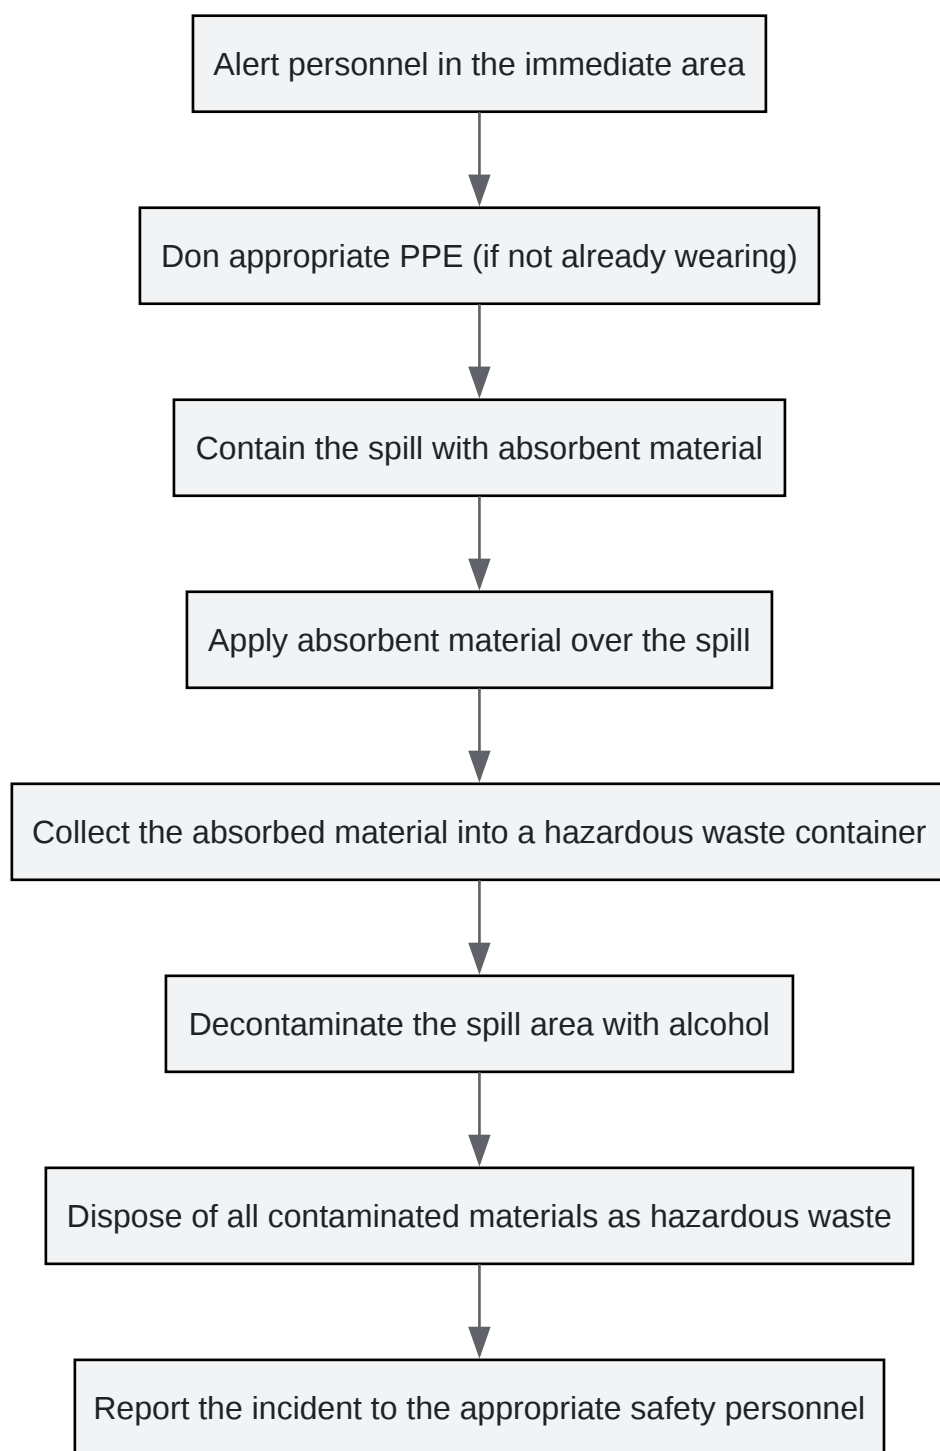 Alert personnel in the immediate area
Don appropriate PPE (if not already wearing)
Contain the spill with absorbent material
Apply absorbent material over the spill
Collect the absorbed material into a hazardous waste container
Decontaminate the spill area with alcohol
Dispose of all contaminated materials as hazardous waste
Report the incident to the appropriate safety personnel